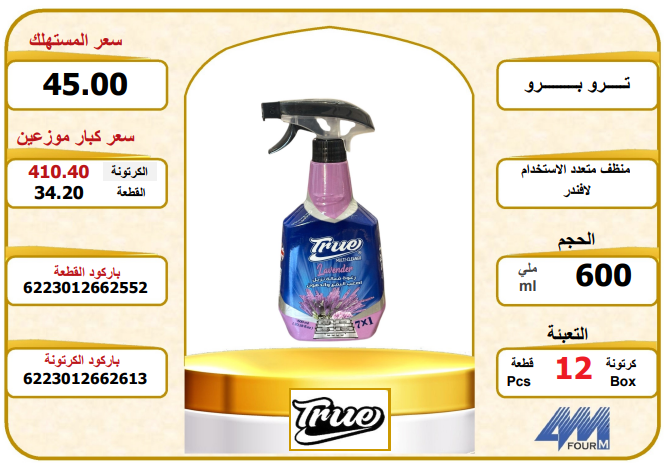 سعر المستهلك
45.00
سعر كبار موزعين
الكرتونة 410.40
القطعة 34.20
باركود القطعة
6223012662552
باركود الكرتونة
6223012662613
True
Lavender
7X1
True
تـــرو بـــــرو
منظف متعدد الاستخدام
لافندر
الحجم
600 ملي
ml
التعبئة
كرتونة 12 قطعة
Box Pcs
4M
FOUR M